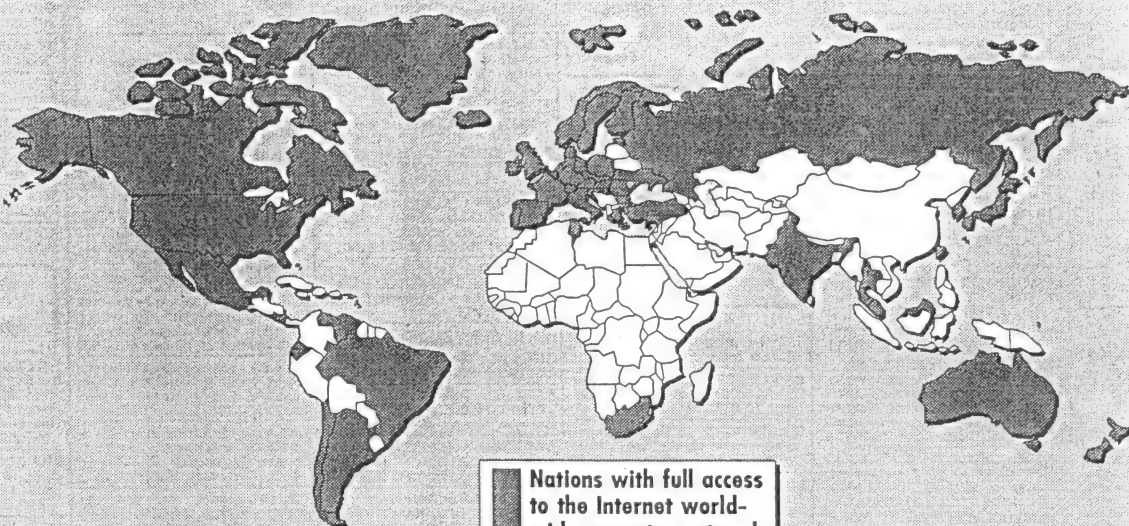 Nations with full access
to the Internet world-